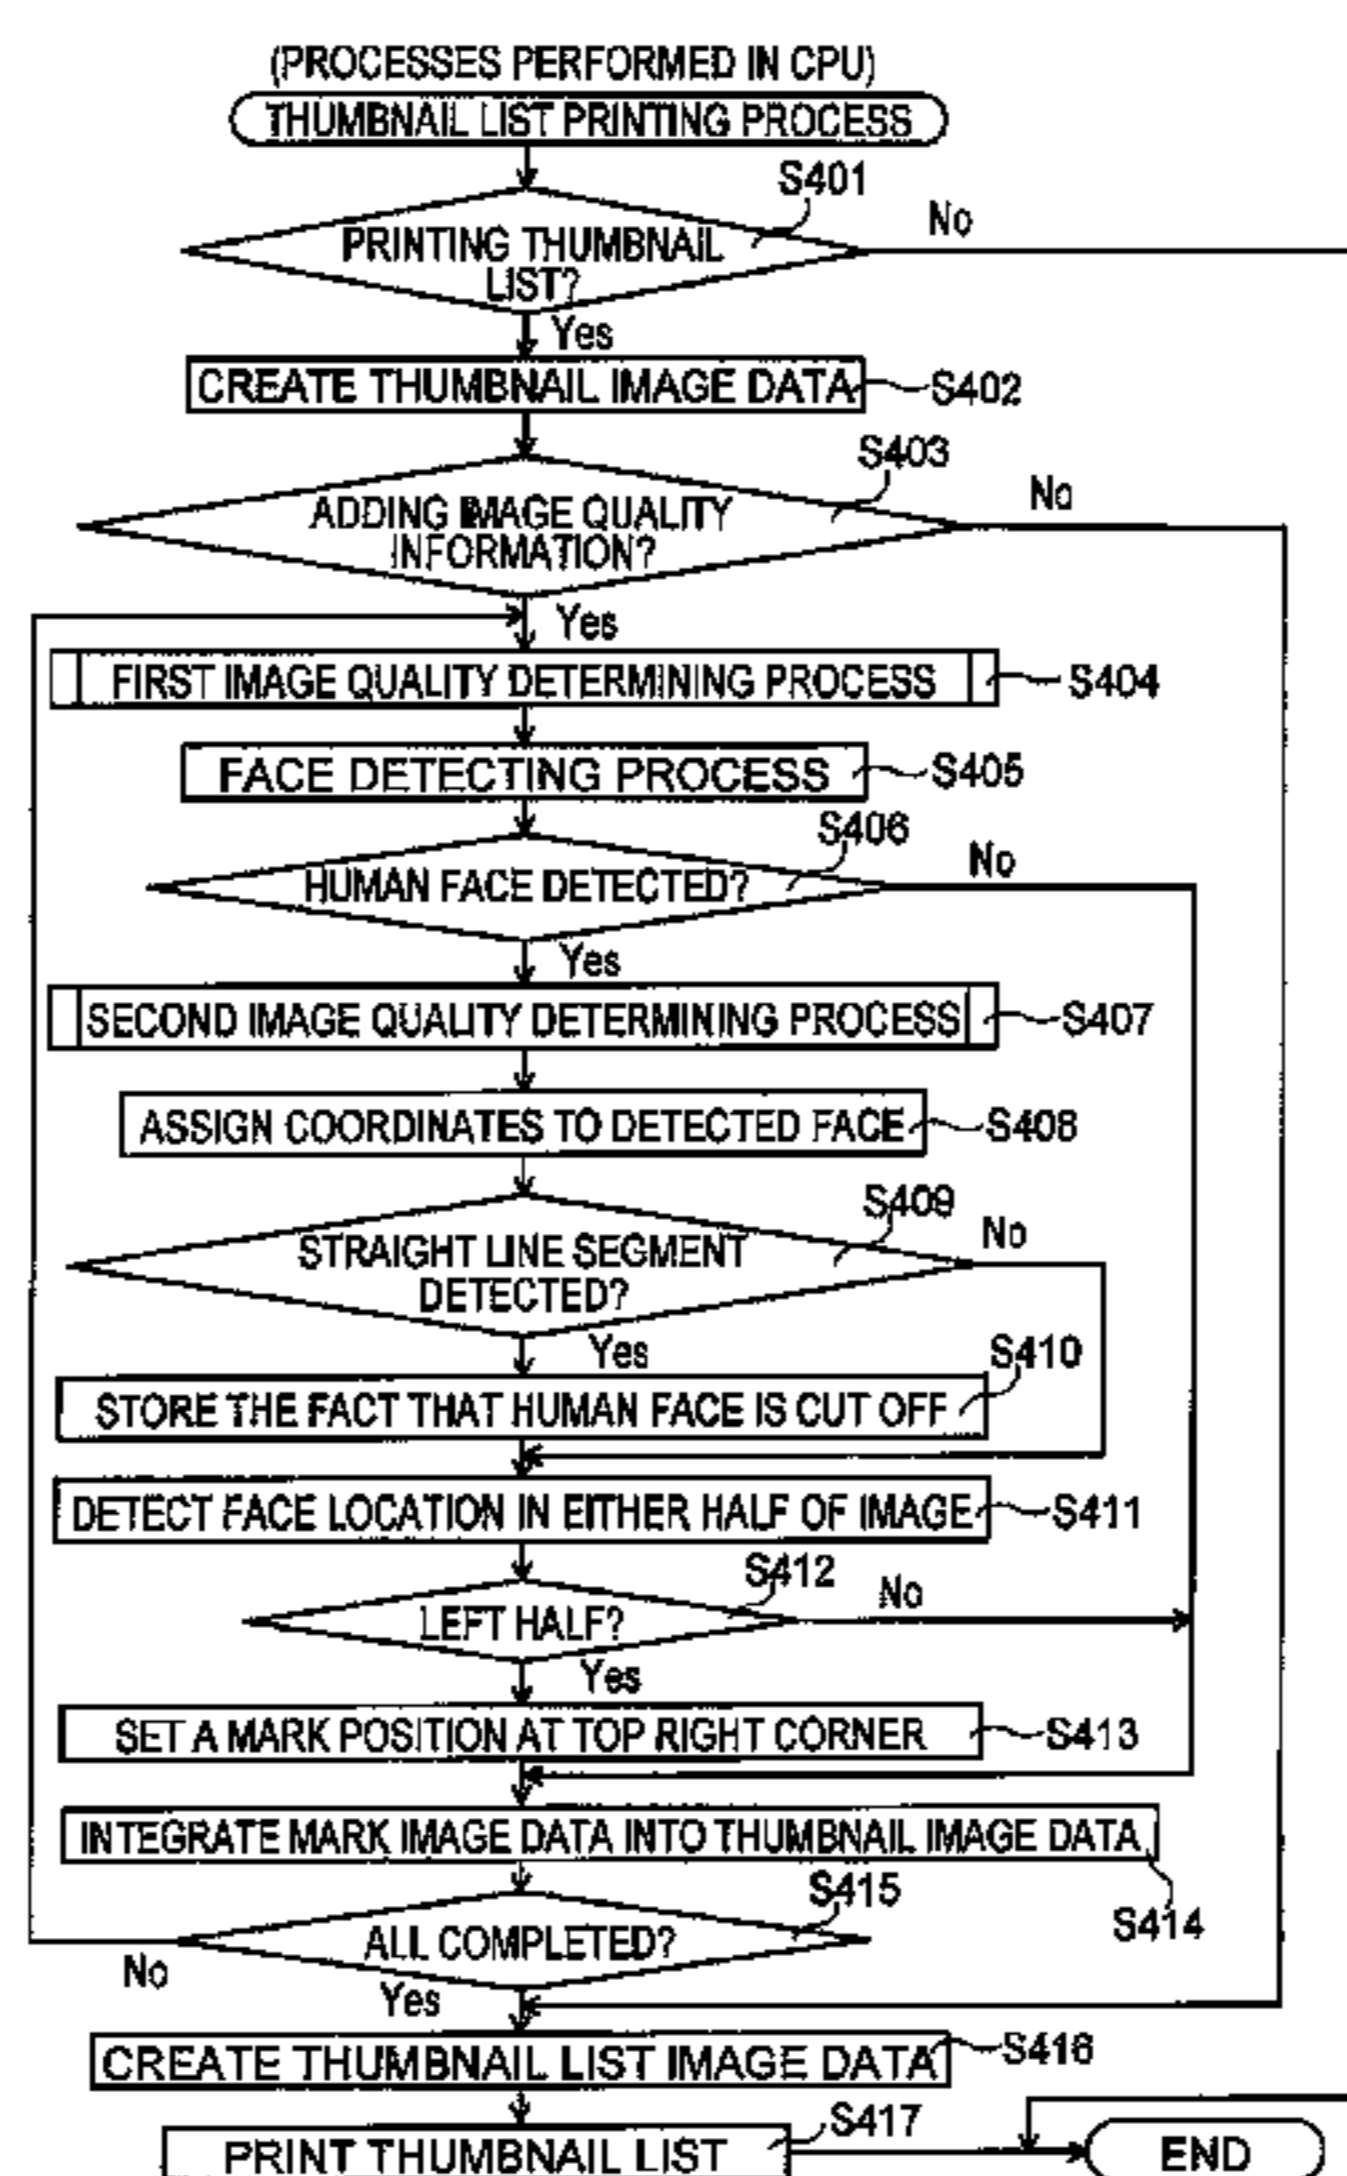 (PROCESSES PERFORMED IN CPU)
THUMBNAIL LIST PRINTING PROCESS
S401
No
PRINTING THUMBNAIL
LIST?
Yes
CREATE THUMBNAIL IMAGE DATA
S402
S403
No
ADDING IMAGE QUALITY
INFORMATION?
Yes
FIRST IMAGE QUALITY DETERMINING PROCESS
S404
FACE DETECTING PROCESS
S405
S406
No
HUMAN FACE DETECTED?
Yes
SECOND IMAGE QUALITY DETERMINING PROCESS
S407
ASSIGN COORDINATES TO DETECTED FACE
S408
S409
No
STRAIGHT LINE SEGMENT
DETECTED?
Yes
S410
STORE THE FACT THAT HUMAN FACE IS CUT OFF
DETECT FACE LOCATION IN EITHER HALF OF IMAGE
S411
S412
No
LEFT HALF?
Yes
SET A MARK POSITION AT TOP RIGHT CORNER
S413
INTEGRATE MARK IMAGE DATA INTO THUMBNAIL IMAGE DATA
S414
S415
ALL COMPLETED?
No
Yes
CREATE THUMBNAIL LIST IMAGE DATA
S416
S417
PRINT THUMBNAIL LIST
END